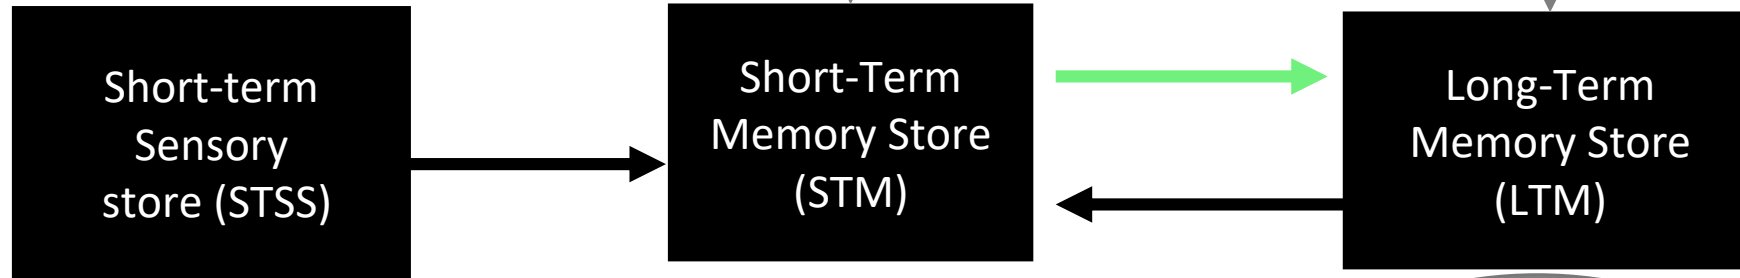 Short-term
Sensory
store (STSS)
Short-Term
Memory Store
(STM)
Long-Term
Memory Store
(LTM)